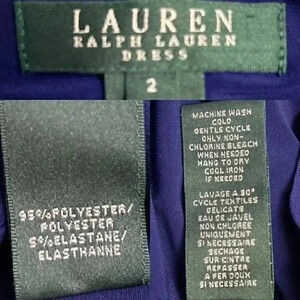 LAUREN
RALPH LAUREN
DRESS
2
95%POLYESTER/
POLYESTER
5%ELASTANE/
ELASTHANNE
MACHINE WASH
COLD
GENTLE CYCLE
ONLY NON-
CHLORINE BLEACH
WHEN NEEDED
HANG TO DRY
COOL IRON
IF NEEDED
LAVAGE A 30°
CYCLE TEXTILES
DELICATS
EAU DE JAVEL
NON CHLOREE
UNIQUEMENT
SI NECESSAIRE
SECHAGE
SUR CINTRE
REPASSER
A FER DOUX
SI NECESSAIRE